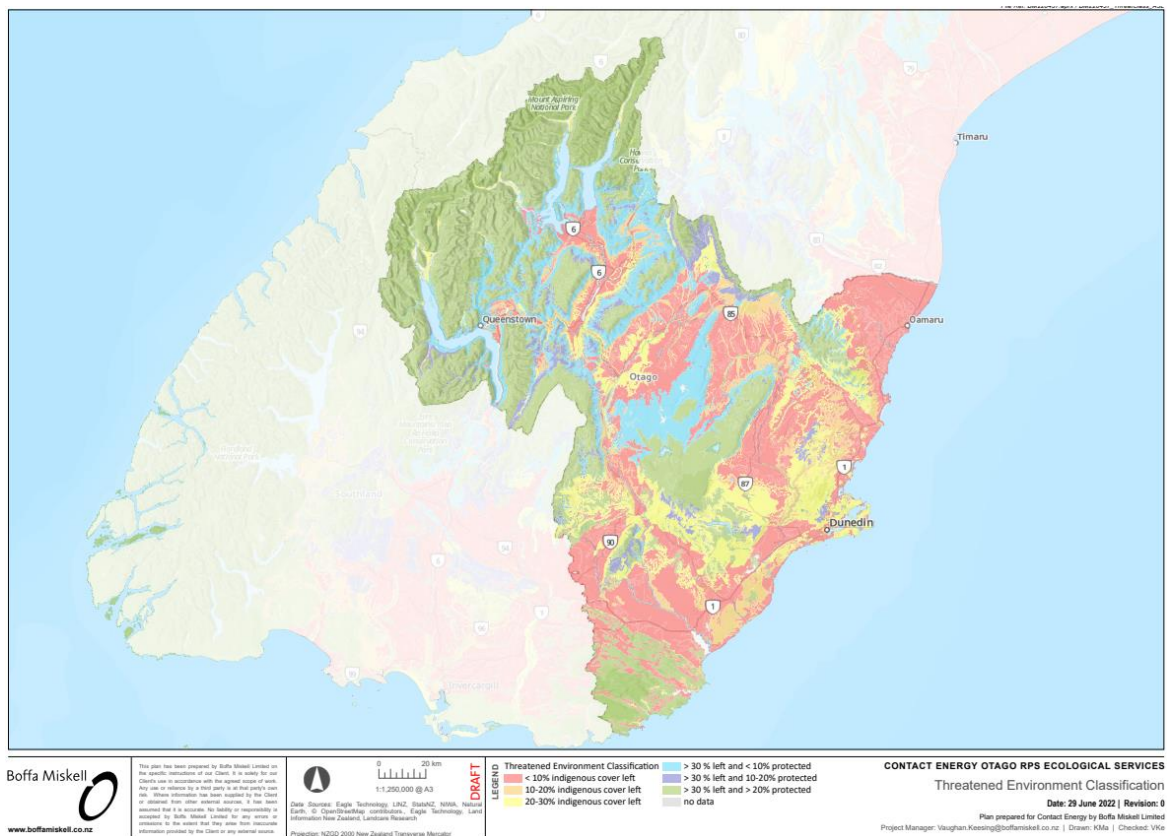 Mount Aspiring
National Park
Timaru
6
6
85
Queenstown
Oamaru
Otago
94
Southland
1
87
Dunedin
90
1
Invercargill
Boffa Miskell
www.boffamiskell.co.nz
This plan has been prepared by Boffa Miskell Limited on
the specific instructions of our Client. It is solely for our
Client's use in accordance with the agreed scope of work.
Any use or reliance by a third party is at that party's own
risk. Where information has been supplied by the Client
or obtained from other external sources, it has been
assumed that it is accurate. No liability or responsibility is
accepted by Boffa Miskell Limited for any errors or
omissions to the extent that they arise from inaccurate
information provided by the Client or any external source.
0 20 km
1:1,250,000 @ A3
Data Sources: Eagle Technology, LINZ, StatsNZ, NIWA, Natural
Earth, © OpenStreetMap contributors., Eagle Technology, Land
Information New Zealand, Landcare Research
Projection: NZGD 2000 New Zealand Transverse Mercator
DRAFT
LEGEND
Threatened Environment Classification
< 10% indigenous cover left
10-20% indigenous cover left
20-30% indigenous cover left
> 30% left and < 10% protected
> 30% left and 10-20% protected
> 30% left and > 20% protected
no data
CONTACT ENERGY OTAGO RPS ECOLOGICAL SERVICES
Threatened Environment Classification
Date: 29 June 2022 | Revision: 0
Plan prepared for Contact Energy by Boffa Miskell Limited
Project Manager: Vaughan.Keesing@boffamiskell.co.nz | Drawn: KMa | Checked: VKe